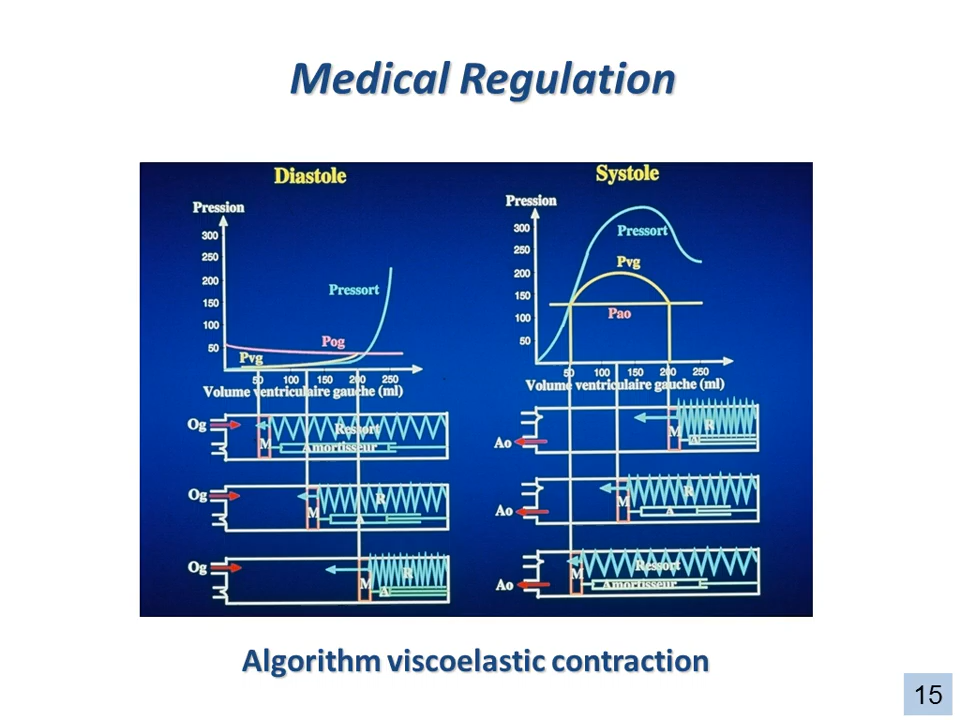 Medical Regulation
Diastole
Pression
300
250
200
150
100
50
Pressort
Pog
Pvg
50 100 150 200 250
Volume ventriculaire gauche (ml)
Og
Ressort
M
Amortisseur
Og
R
M
A
Og
R
M
A
Systole
Pression
300
250
200
150
100
50
Pressort
Pvg
Pao
50 100 150 200 250
Volume ventriculaire gauche (ml)
Ao
R
M
A
Ao
R
M
A
Ao
Ressort
M
Amortisseur
Algorithm viscoelastic contraction
15